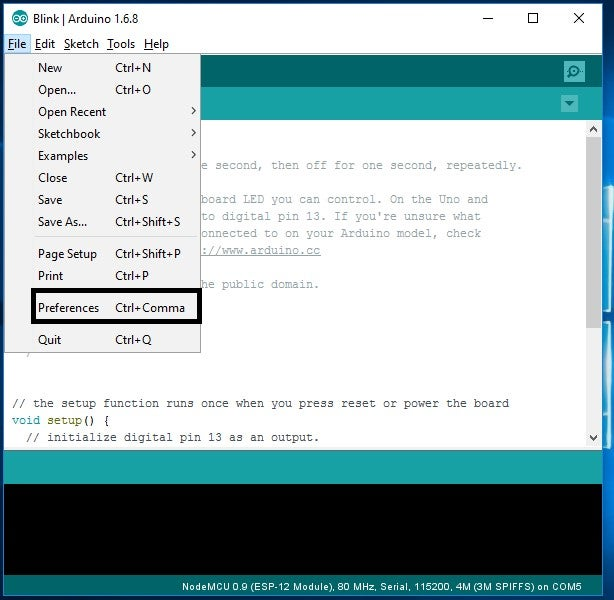 Blink | Arduino 1.6.8
File Edit Sketch Tools Help
New Ctrl+N
Open... Ctrl+O
Open Recent
Sketchbook
Examples
Close Ctrl+W
Save Ctrl+S
Save As... Ctrl+Shift+S
Page Setup Ctrl+Shift+P
Print Ctrl+P
Preferences Ctrl+Comma
Quit Ctrl+Q
e second, then off for one second, repeatedly.
board LED you can control. On the Uno and
to digital pin 13. If you're unsure what
onnected to on your Arduino model, check
://www.arduino.cc
he public domain.
/
// the setup function runs once when you press reset or power the board
void setup() {
// initialize digital pin 13 as an output.
NodeMCU 0.9 (ESP-12 Module), 80 MHz, Serial, 115200, 4M (3M SPIFFS) on COM5